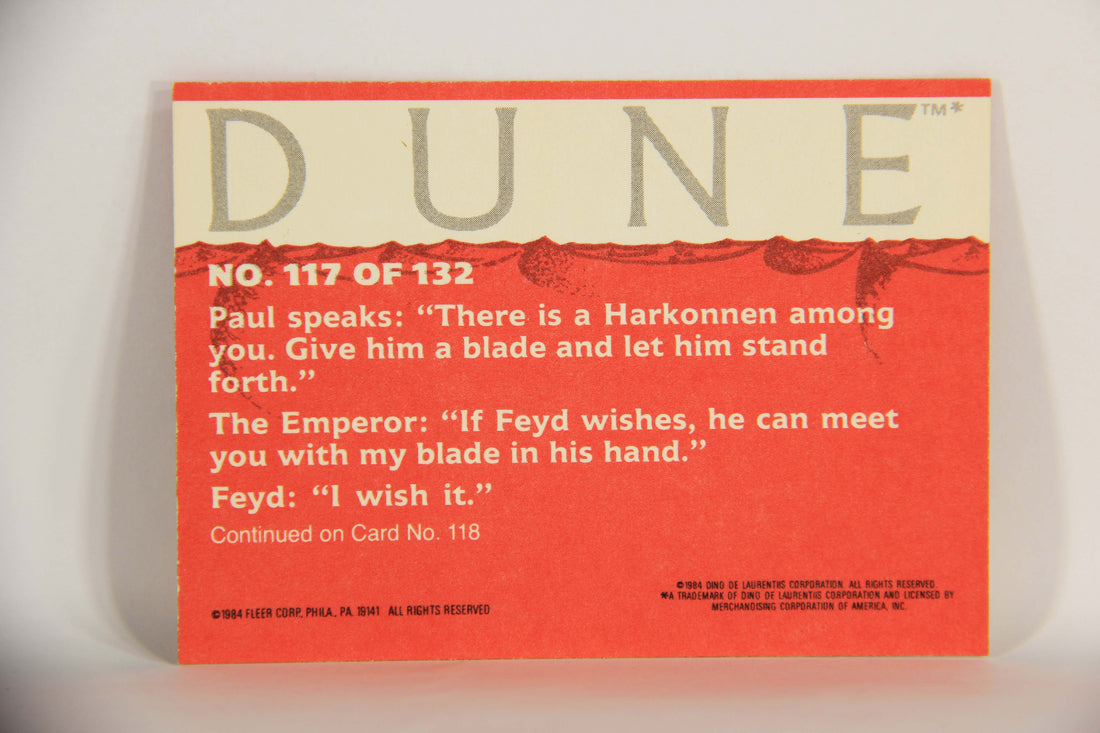 DUNE™*
NO. 117 OF 132
Paul speaks: “There is a Harkonnen among
you. Give him a blade and let him stand
forth.”
The Emperor: “If Feyd wishes, he can meet
you with my blade in his hand.”
Feyd: “I wish it.”
Continued on Card No. 118
©1984 FLEER CORP., PHILA., PA. 19141 ALL RIGHTS RESERVED
©1984 DINO DE LAURENTIIS CORPORATION. ALL RIGHTS RESERVED.
*A TRADEMARK OF DINO DE LAURENTIIS CORPORATION AND LICENSED BY
MERCHANDISING CORPORATION OF AMERICA, INC.